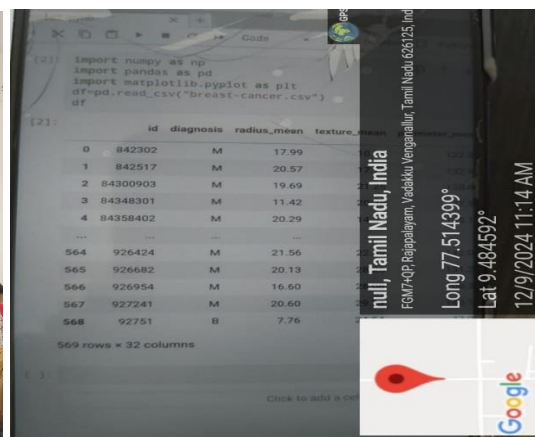 Code
[2]: import numpy as np
import pandas as pd
import matplotlib.pyplot as plt
df=pd.read_csv("breast-cancer.csv")
df
[2]:
id diagnosis radius_mean texture_mean
0 842302 M 17.99
1 842517 M 20.57
2 84300903 M 19.69
3 84348301 M 11.42
4 84358402 M 20.29
... ... ... ...
564 926424 M 21.56
565 926682 M 20.13
566 926954 M 16.60
567 927241 M 20.60
568 92751 B 7.76
569 rows × 32 columns
[ ]:
Click to add a cell
GPS
null, Tamil Nadu, India
FGM7+QP, Rajapalayam, Vadakku Venganallur, Tamil Nadu 626125, Ind
Long 77.514399°
Lat 9.484592°
12/9/2024 11:14 AM
Google